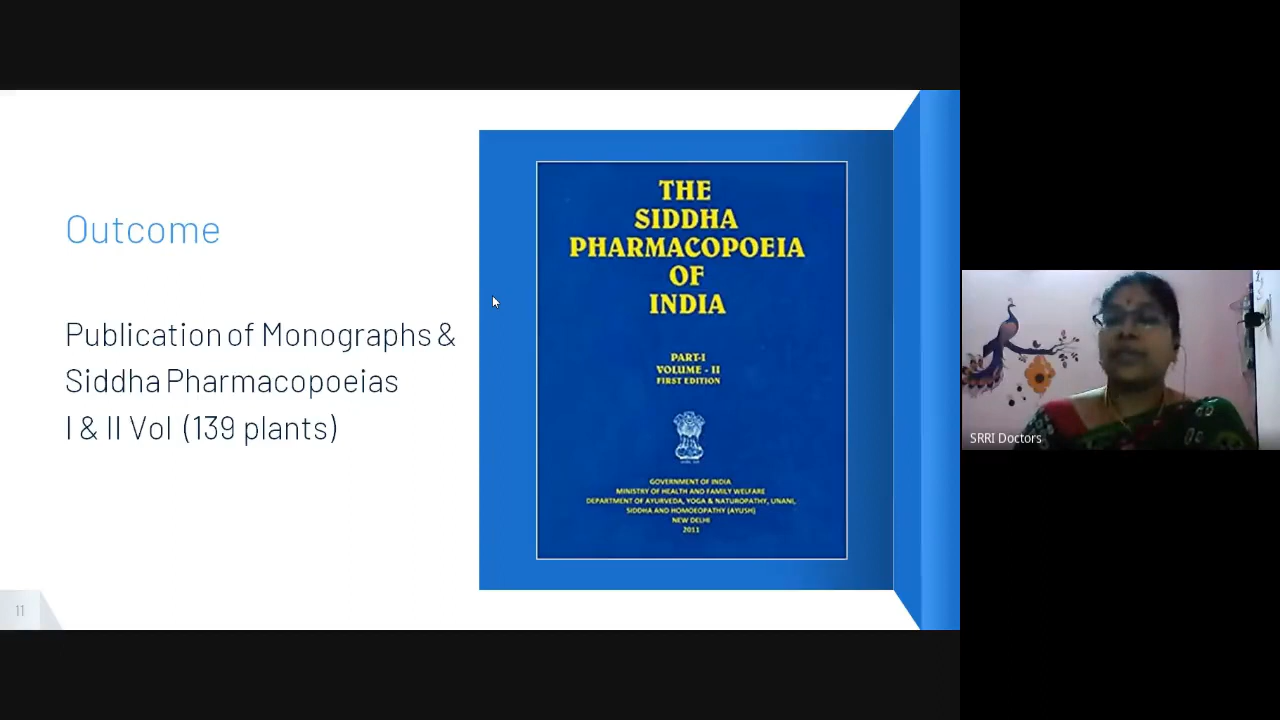 Outcome
Publication of Monographs &
Siddha Pharmacopoeias
I & II Vol (139 plants)
11
THE
SIDDHA
PHARMACOPOEIA
OF
INDIA
PART-I
VOLUME - II
FIRST EDITION
GOVERNMENT OF INDIA
MINISTRY OF HEALTH AND FAMILY WELFARE
DEPARTMENT OF AYURVEDA, YOGA & NATUROPATHY, UNANI,
SIDDHA AND HOMOEOPATHY (AYUSH)
NEW DELHI
2011
SRRI Doctors